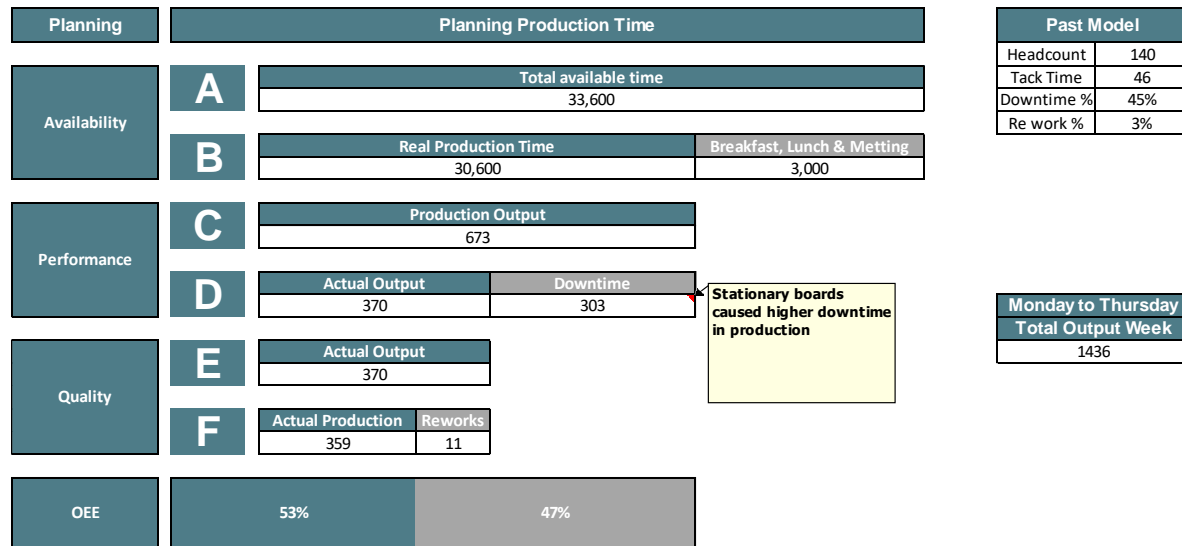 Planning
Planning Production Time
Past Model
Headcount 140
Tack Time 46
Downtime % 45%
Re work % 3%
Availability
A
Total available time
33,600
B
Real Production Time Breakfast, Lunch & Metting
30,600 3,000
Performance
C
Production Output
673
D
Actual Output Downtime
370 303
Stationary boards
caused higher downtime
in production
Monday to Thursday
Total Output Week
1436
Quality
E
Actual Output
370
F
Actual Production Reworks
359 11
OEE
53% 47%